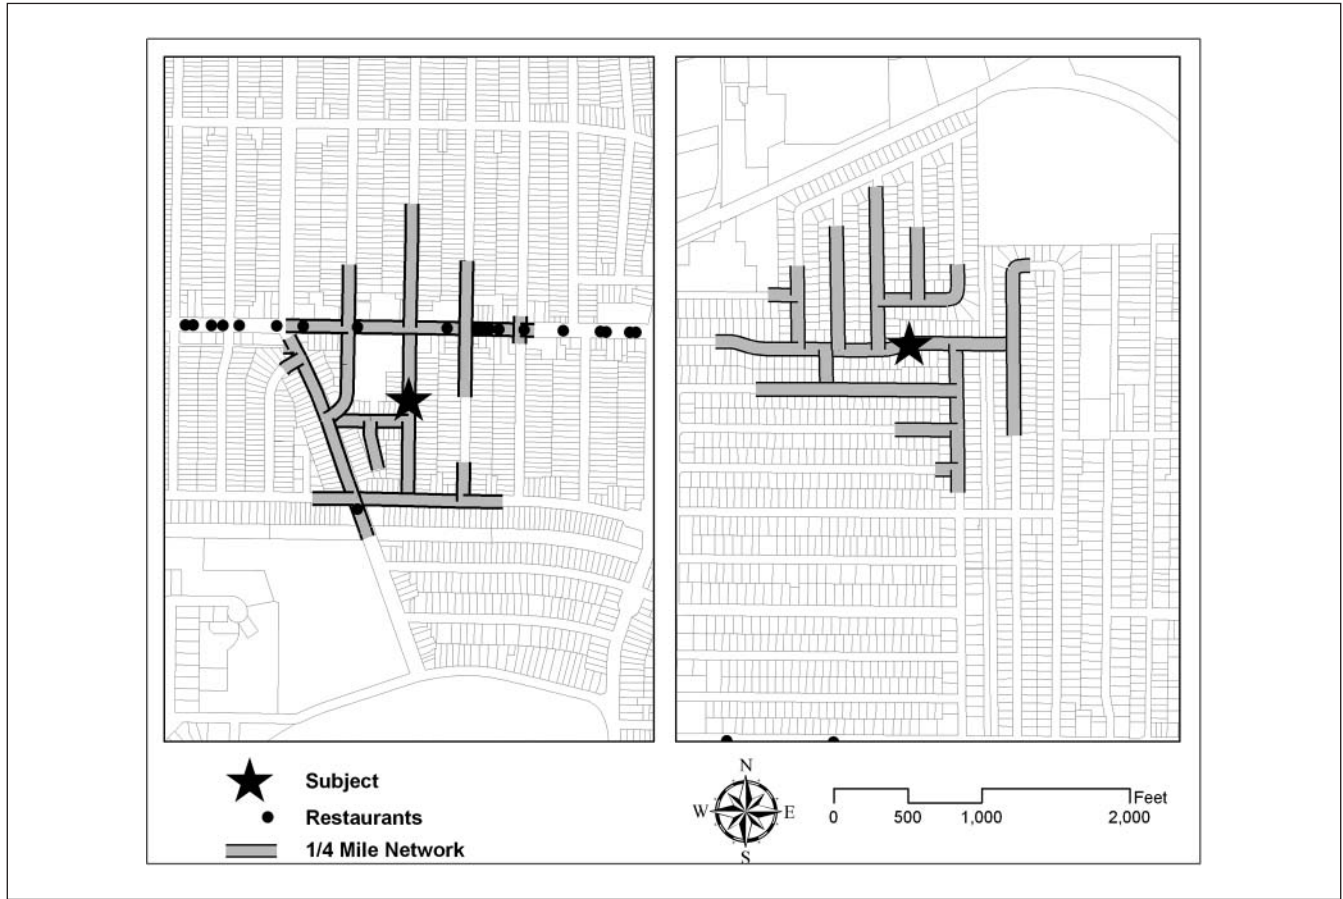 Subject
Restaurants
1/4 Mile Network
N
W E
S
Feet
0 500 1,000 2,000